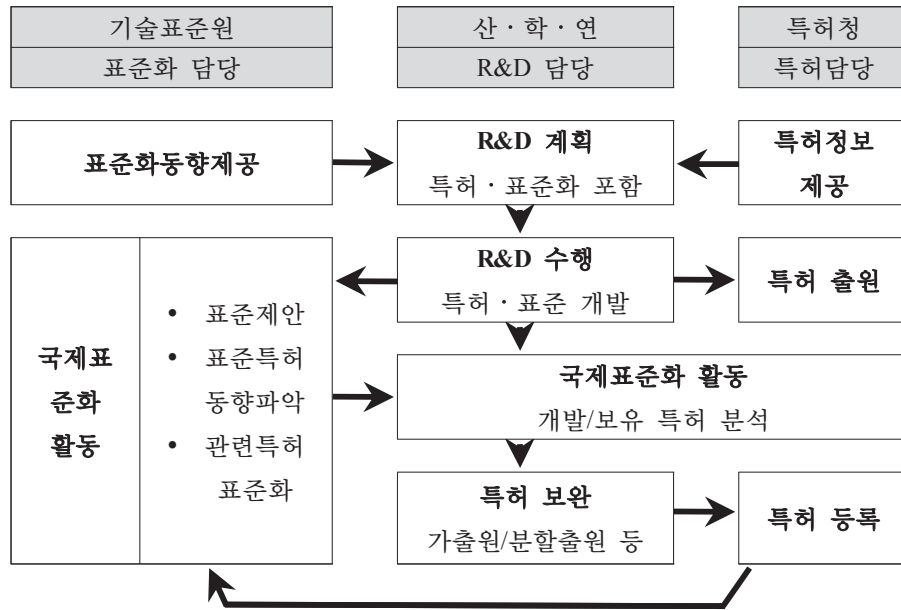 기술표준원
표준화 담당
산 · 학 · 연
R&D 담당
특허청
특허담당
표준화동향제공
R&D 계획
특허 · 표준화 포함
특허정보
제공
R&D 수행
특허 · 표준 개발
특허 출원
국제표
준화
활동
• 표준제안
• 표준특허
동향파악
• 관련특허
표준화
국제표준화 활동
개발/보유 특허 분석
특허 보완
가출원/분할출원 등
특허 등록